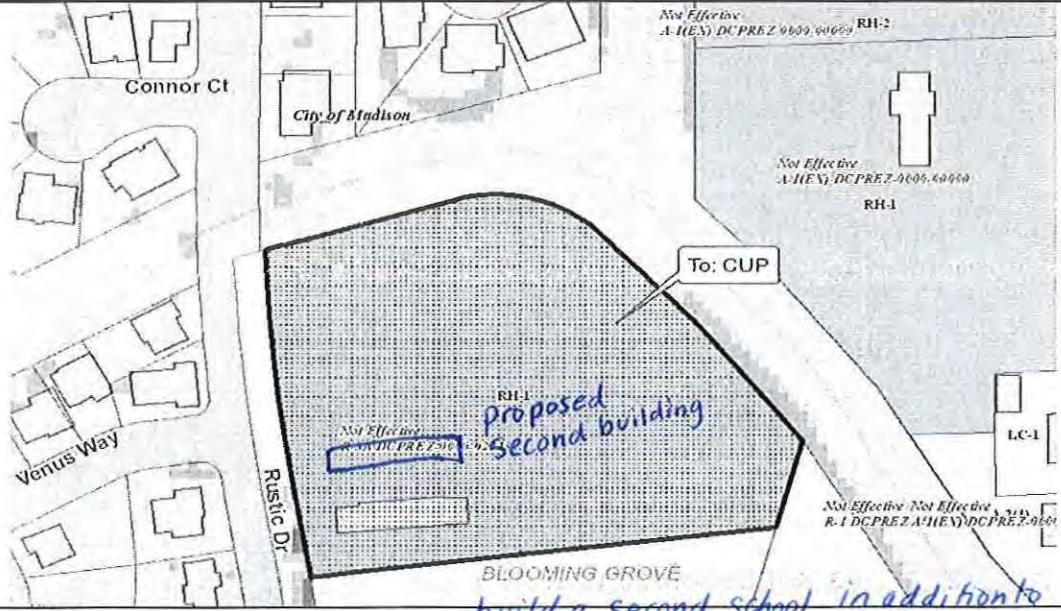 Not Effective
A-1(EX) DCPREZ-0000-00000
RH-2
Connor Ct
City of Madison
Not Effective
A-1(EX) DCPREZ-0000-00000
RH-1
To: CUP
RH-1
proposed
second building
Not Effective
Venus Way
Rustic Dr
LC-1
Not Effective Not Effective
R-1 DCPREZ A-1(EX) DCPREZ-0000
BLOOMING GROVE
build a second school in addition to